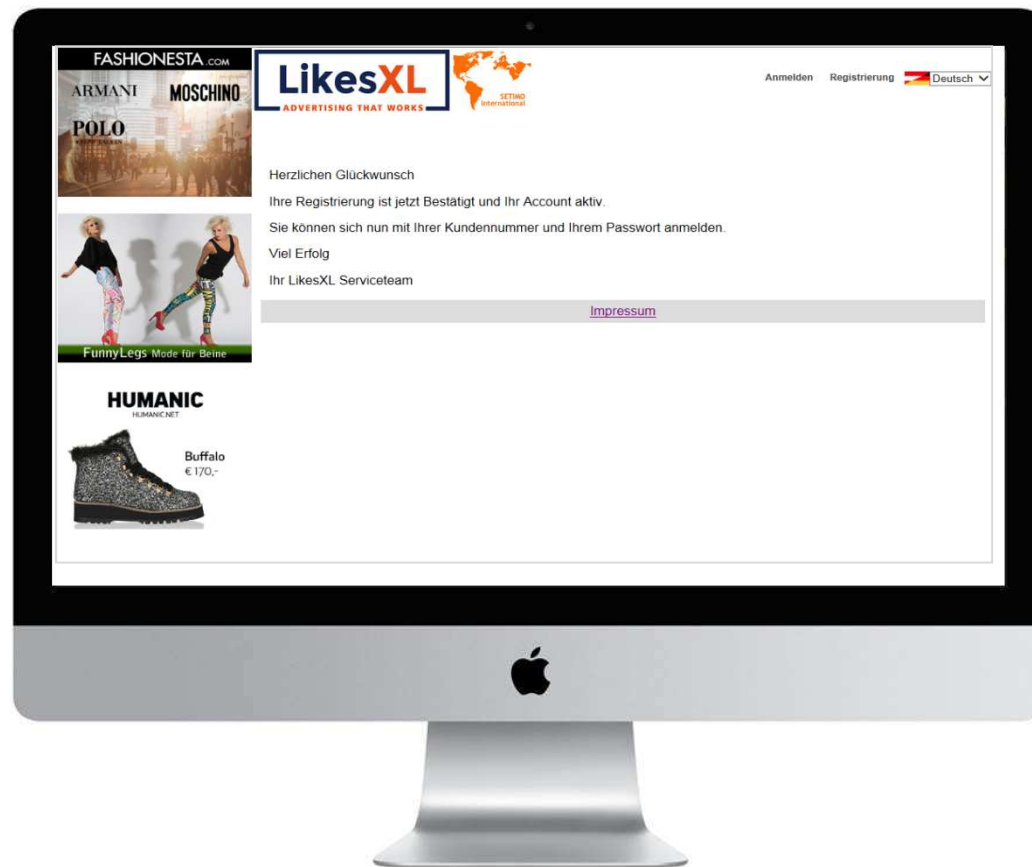 FASHIONESTA.COM
ARMANI
MOSCHINO
POLO
LikesXL
ADVERTISING THAT WORKS
SETIMO
International
Anmelden
Registrierung
Deutsch
Herzlichen Glückwunsch
Ihre Registrierung ist jetzt Bestätigt und Ihr Account aktiv.
Sie können sich nun mit Ihrer Kundennummer und Ihrem Passwort anmelden.
Viel Erfolg
Ihr LikesXL Serviceteam
Impressum
FunnyLegs Mode für Beine
HUMANIC
HUMANIC.NET
Buffalo
€ 170,-